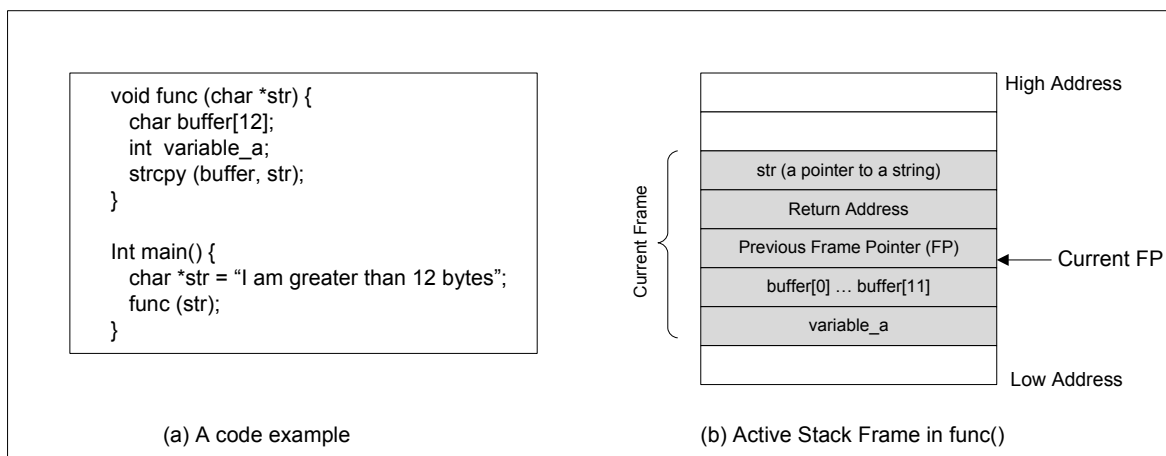 void func (char *str) {
char buffer[12];
int variable_a;
strcpy (buffer, str);
}
Int main() {
char *str = “I am greater than 12 bytes”;
func (str);
}
(a) A code example
High Address
Current Frame
str (a pointer to a string)
Return Address
Previous Frame Pointer (FP)
Current FP
buffer[0] … buffer[11]
variable_a
Low Address
(b) Active Stack Frame in func()